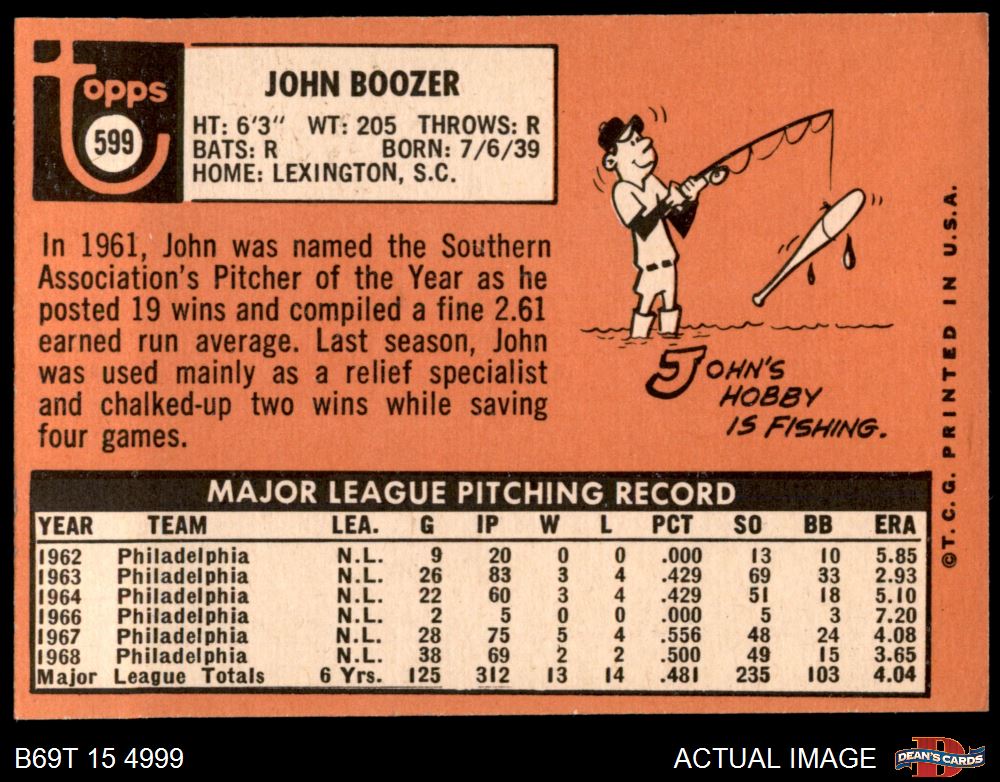 Topps
599
JOHN BOOZER
HT: 6'3" WT: 205 THROWS: R
BATS: R BORN: 7/6/39
HOME: LEXINGTON, S.C.
In 1961, John was named the Southern
Association's Pitcher of the Year as he
posted 19 wins and compiled a fine 2.61
earned run average. Last season, John
was used mainly as a relief specialist
and chalked-up two wins while saving
four games.
JOHN'S
HOBBY
IS FISHING.
©T.C.G. PRINTED IN U.S.A.
MAJOR LEAGUE PITCHING RECORD
YEAR TEAM LEA. G IP W L PCT SO BB ERA
1962 Philadelphia N.L. 9 20 0 0 .000 13 10 5.85
1963 Philadelphia N.L. 26 83 3 4 .429 69 33 2.93
1964 Philadelphia N.L. 22 60 3 4 .429 51 18 5.10
1966 Philadelphia N.L. 2 5 0 0 .000 5 3 7.20
1967 Philadelphia N.L. 28 75 5 4 .556 48 24 4.08
1968 Philadelphia N.L. 38 69 2 2 .500 49 15 3.65
Major League Totals 6 Yrs. 125 312 13 14 .481 235 103 4.04
B69T 15 4999
ACTUAL IMAGE
D
DEAN'S CARDS